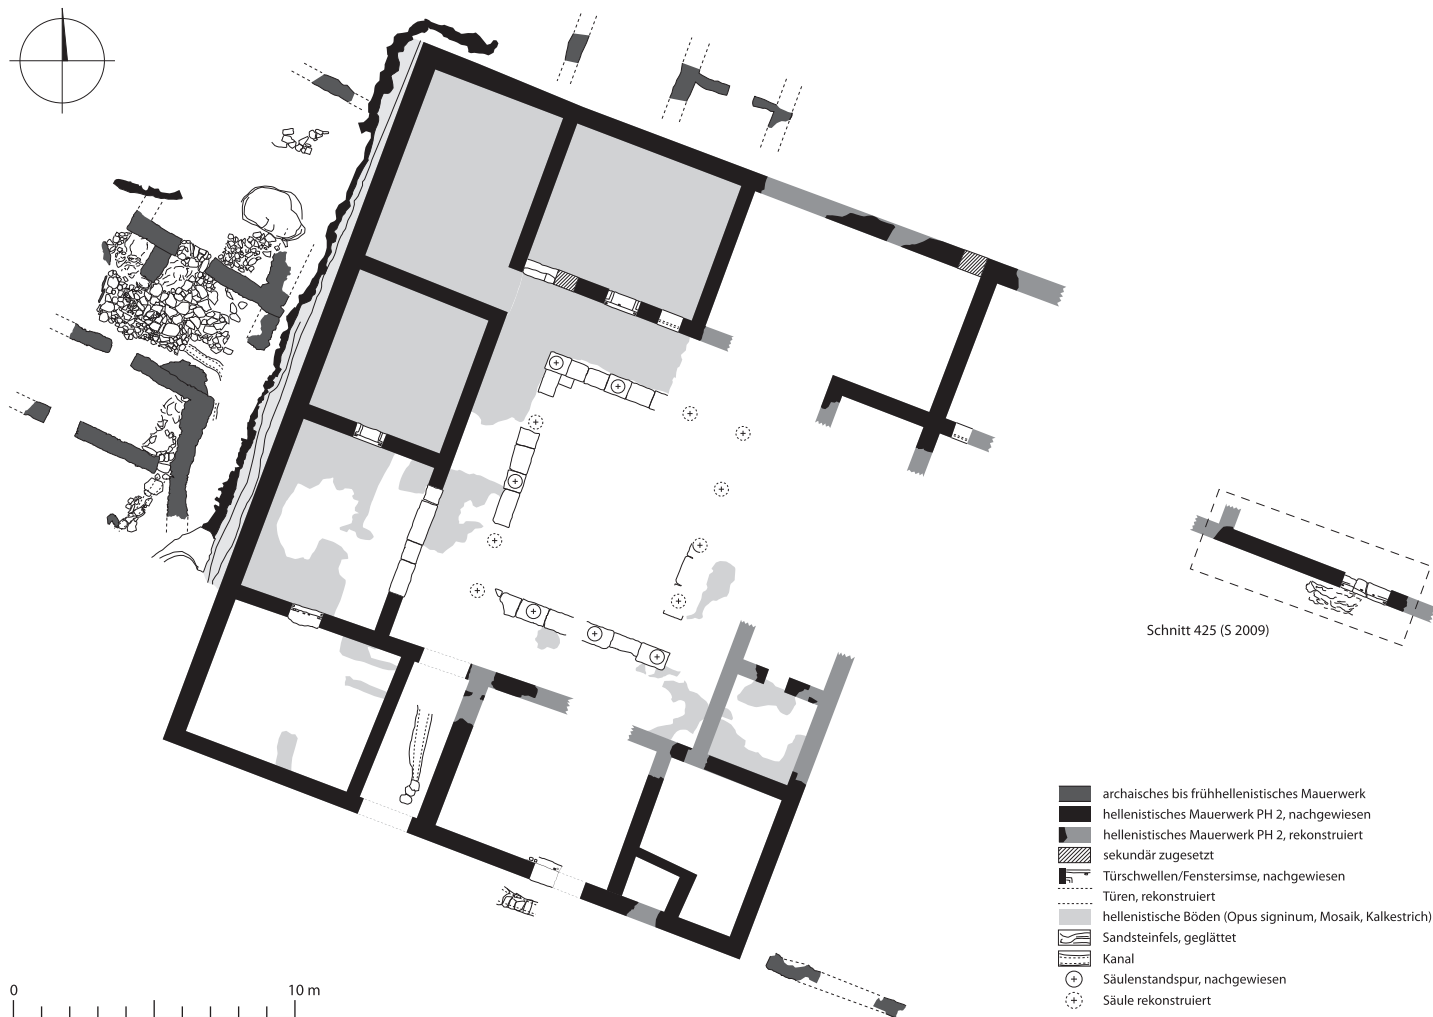 Schnitt 425 (S 2009)
archaisches bis frühhellenistisches Mauerwerk
hellenistisches Mauerwerk PH 2, nachgewiesen
hellenistisches Mauerwerk PH 2, rekonstruiert
sekundär zugesetzt
Türschwellen/Fenstersimse, nachgewiesen
Türen, rekonstruiert
hellenistische Böden (Opus signinum, Mosaik, Kalkestrich)
Sandsteinfels, geglättet
Kanal
Säulenstandspur, nachgewiesen
Säule rekonstruiert
0 10 m